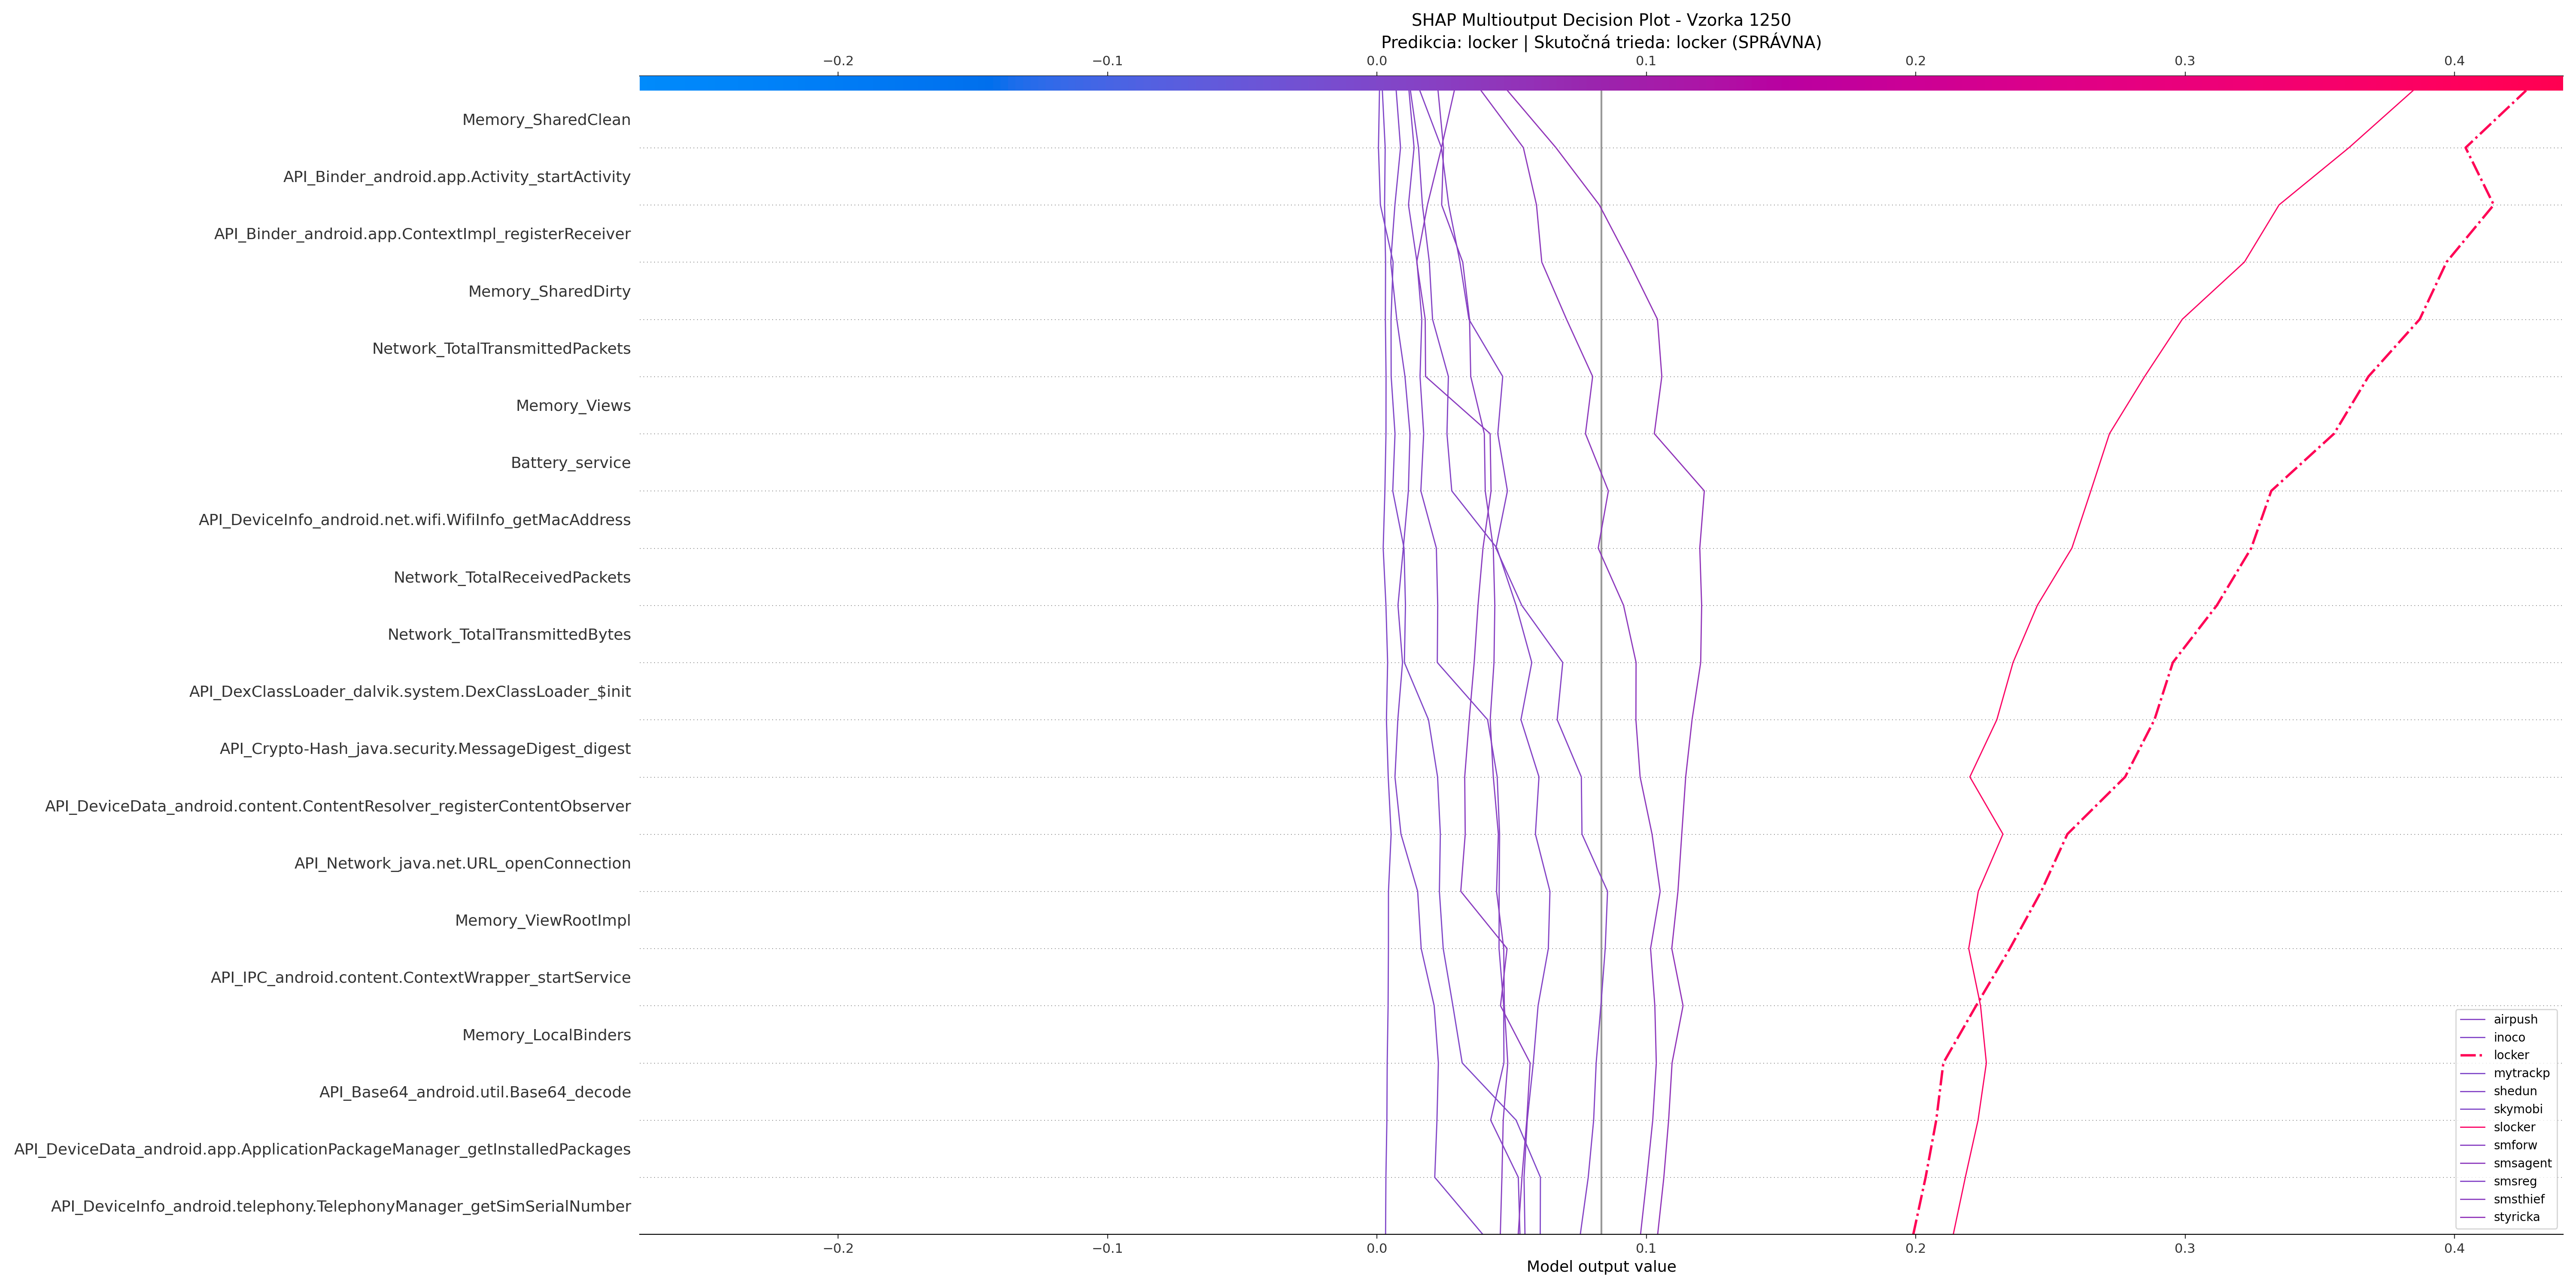 SHAP Multioutput Decision Plot - Vzorka 1250
Predikcia: locker | Skutočná trieda: locker (SPRÁVNA)
−0.2 −0.1 0.0 0.1 0.2 0.3 0.4
Memory_SharedClean
API_Binder_android.app.Activity_startActivity
API_Binder_android.app.ContextImpl_registerReceiver
Memory_SharedDirty
Network_TotalTransmittedPackets
Memory_Views
Battery_service
API_DeviceInfo_android.net.wifi.WifiInfo_getMacAddress
Network_TotalReceivedPackets
Network_TotalTransmittedBytes
API_DexClassLoader_dalvik.system.DexClassLoader_$init
API_Crypto-Hash_java.security.MessageDigest_digest
API_DeviceData_android.content.ContentResolver_registerContentObserver
API_Network_java.net.URL_openConnection
Memory_ViewRootImpl
API_IPC_android.content.ContextWrapper_startService
Memory_LocalBinders
API_Base64_android.util.Base64_decode
API_DeviceData_android.app.ApplicationPackageManager_getInstalledPackages
API_DeviceInfo_android.telephony.TelephonyManager_getSimSerialNumber
airpush
inoco
locker
mytrackp
shedun
skymobi
slocker
smforw
smsagent
smsreg
smsthief
styricka
−0.2 −0.1 0.0 0.1 0.2 0.3 0.4
Model output value